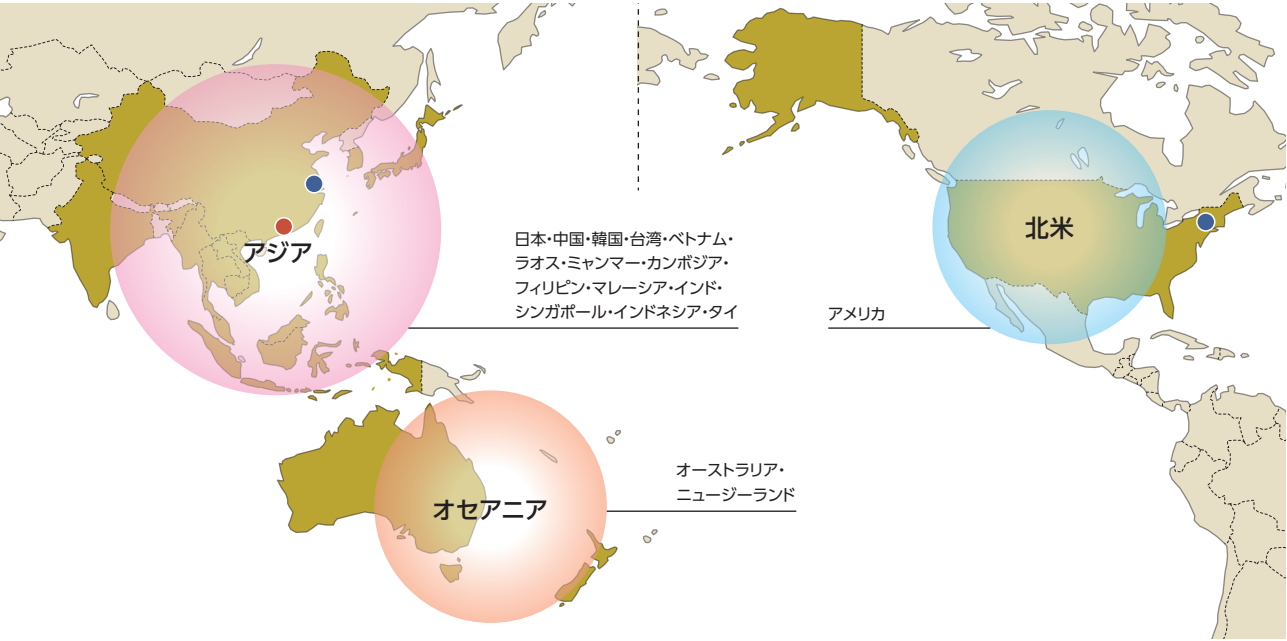 アジア
日本・中国・韓国・台湾・ベトナム・
ラオス・ミャンマー・カンボジア・
フィリピン・マレーシア・インド・
シンガポール・インドネシア・タイ
北米
アメリカ
オセアニア
オーストラリア・
ニュージーランド